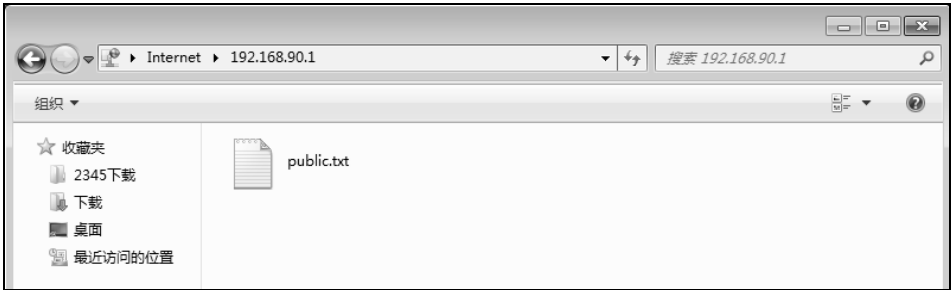 Internet 192.168.90.1
搜索 192.168.90.1
组织
收藏夹
2345下载
下载
桌面
最近访问的位置
public.txt